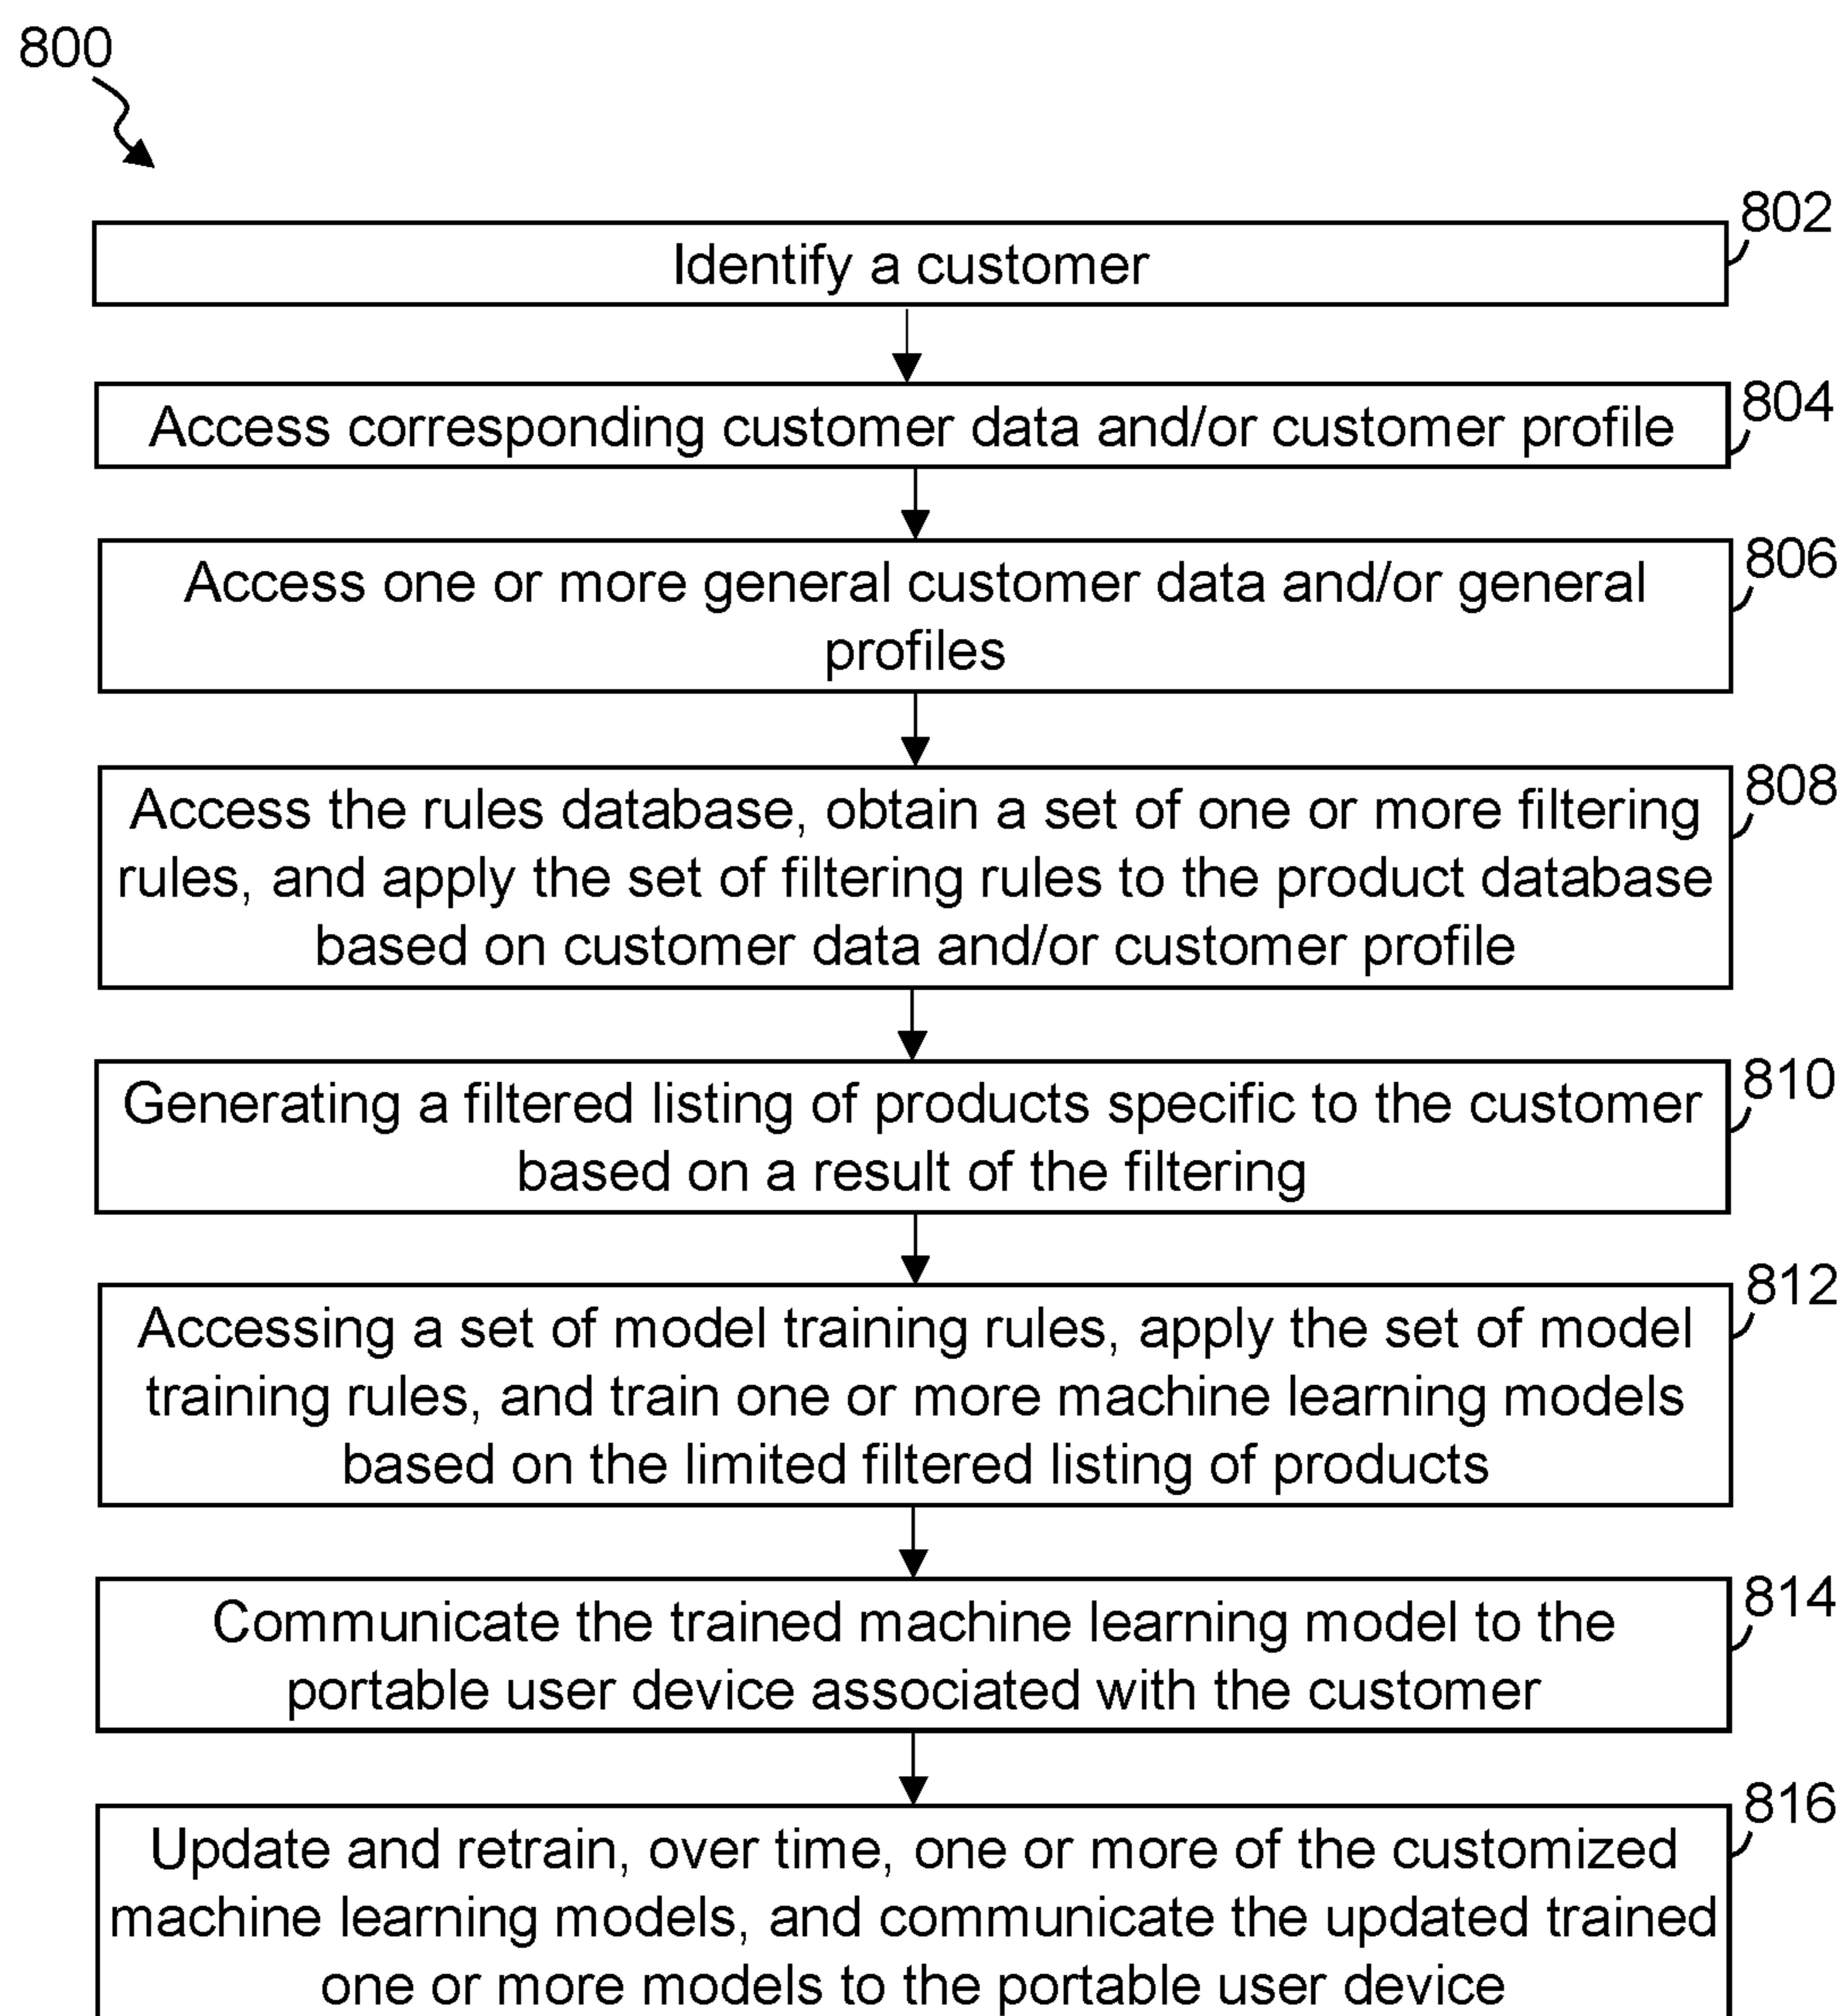 800
802
Identify a customer
804
Access corresponding customer data and/or customer profile
806
Access one or more general customer data and/or general
profiles
808
Access the rules database, obtain a set of one or more filtering
rules, and apply the set of filtering rules to the product database
based on customer data and/or customer profile
810
Generating a filtered listing of products specific to the customer
based on a result of the filtering
812
Accessing a set of model training rules, apply the set of model
training rules, and train one or more machine learning models
based on the limited filtered listing of products
814
Communicate the trained machine learning model to the
portable user device associated with the customer
816
Update and retrain, over time, one or more of the customized
machine learning models, and communicate the updated trained
one or more models to the portable user device